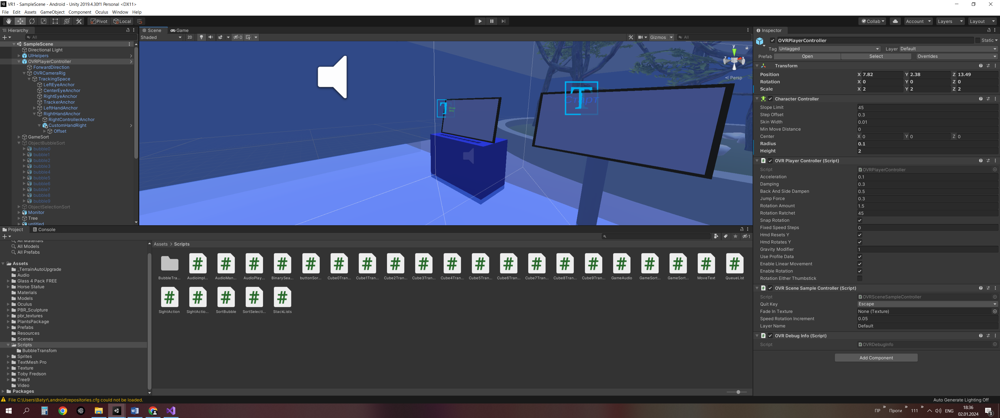 VR1 - SampleScene - Android - Unity 2019.4.30f1 Personal <DX11>
File Edit Assets GameObject Component Oculus Window Help
Pivot Local Collab Account Layers Layout
Hierarchy
All
SampleScene
Directional Light
UIHelpers
OVRPlayerController
ForwardDirection
OVRCameraRig
TrackingSpace
LeftEyeAnchor
CenterEyeAnchor
RightEyeAnchor
TrackerAnchor
LeftHandAnchor
RightHandAnchor
RightControllerAnchor
CustomHandRight
Offset
GameSort
ObjectBubbleSort
bubble0
bubble1
bubble2
bubble3
bubble4
bubble5
bubble6
bubble7
bubble8
bubble9
ObjectSelectionSort
Monitor
Tree
untitled
Scene Game
Shaded 2D 0 Gizmos All
y
z x
Persp
T
Старт
T
Inspector
OVRPlayerController Static
Tag Untagged Layer Default
Prefab Open Select Overrides
Transform
Position X 7.82 Y 2.38 Z 13.49
Rotation X 0 Y 0 Z 0
Scale X 2 Y 2 Z 2
Character Controller
Slope Limit 45
Step Offset 0.3
Skin Width 0.01
Min Move Distance 0
Center X 0 Y 0 Z 0
Radius 0.1
Height 2
OVR Player Controller (Script)
Script OVRPlayerController
Acceleration 0.1
Damping 0.3
Back And Side Dampen 0.5
Jump Force 0.3
Rotation Amount 1.5
Rotation Ratchet 45
Snap Rotation
Fixed Speed Steps 0
Hmd Resets Y
Hmd Rotates Y
Gravity Modifier 1
Use Profile Data
Enable Linear Movement
Enable Rotation
Rotation Either Thumbstick
OVR Scene Sample Controller (Script)
Script OVRSceneSampleController
Quit Key Escape
Fade In Texture None (Texture)
Speed Rotation Increment 0.05
Layer Name Default
OVR Debug Info (Script)
Script OVRDebugInfo
Add Component
Project Console
1
All Materials
All Models
All Prefabs
Assets
_TerrainAutoUpgrade
Audio
Glass 4 Pack FREE
Horse Statue
Materials
Models
Oculus
PBR_Sculpture
pbr_textures
PlantsPackage
Prefabs
Resources
Scenes
Scripts
BubbleTransfom
Sprites
TextMesh Pro
Texture
Toby Fredson
Tree9
Video
Packages
Assets > Scripts
BubbleTra... Audioimpl... AudioMan... AudioPlay... BinarySea... buttonSor... Cube0Tran... Cube1Tran... Cube2Tran... Cube3Tran... Cube4Tran... Cube5Tran... Cube6Tran... Cube7Tran... Cube8Tran... Cube9Tran... GameAudio GameSort... GameSort... MoveText QueueList
SightAction SightActio... SortBubble SortSelecti... StackLists
File C:\Users\Batyr\.android\repositories.cfg could not be loaded.
Auto Generate Lighting Off
ПР » Проги » 111 » ENG 18:36
02.01.2024
3